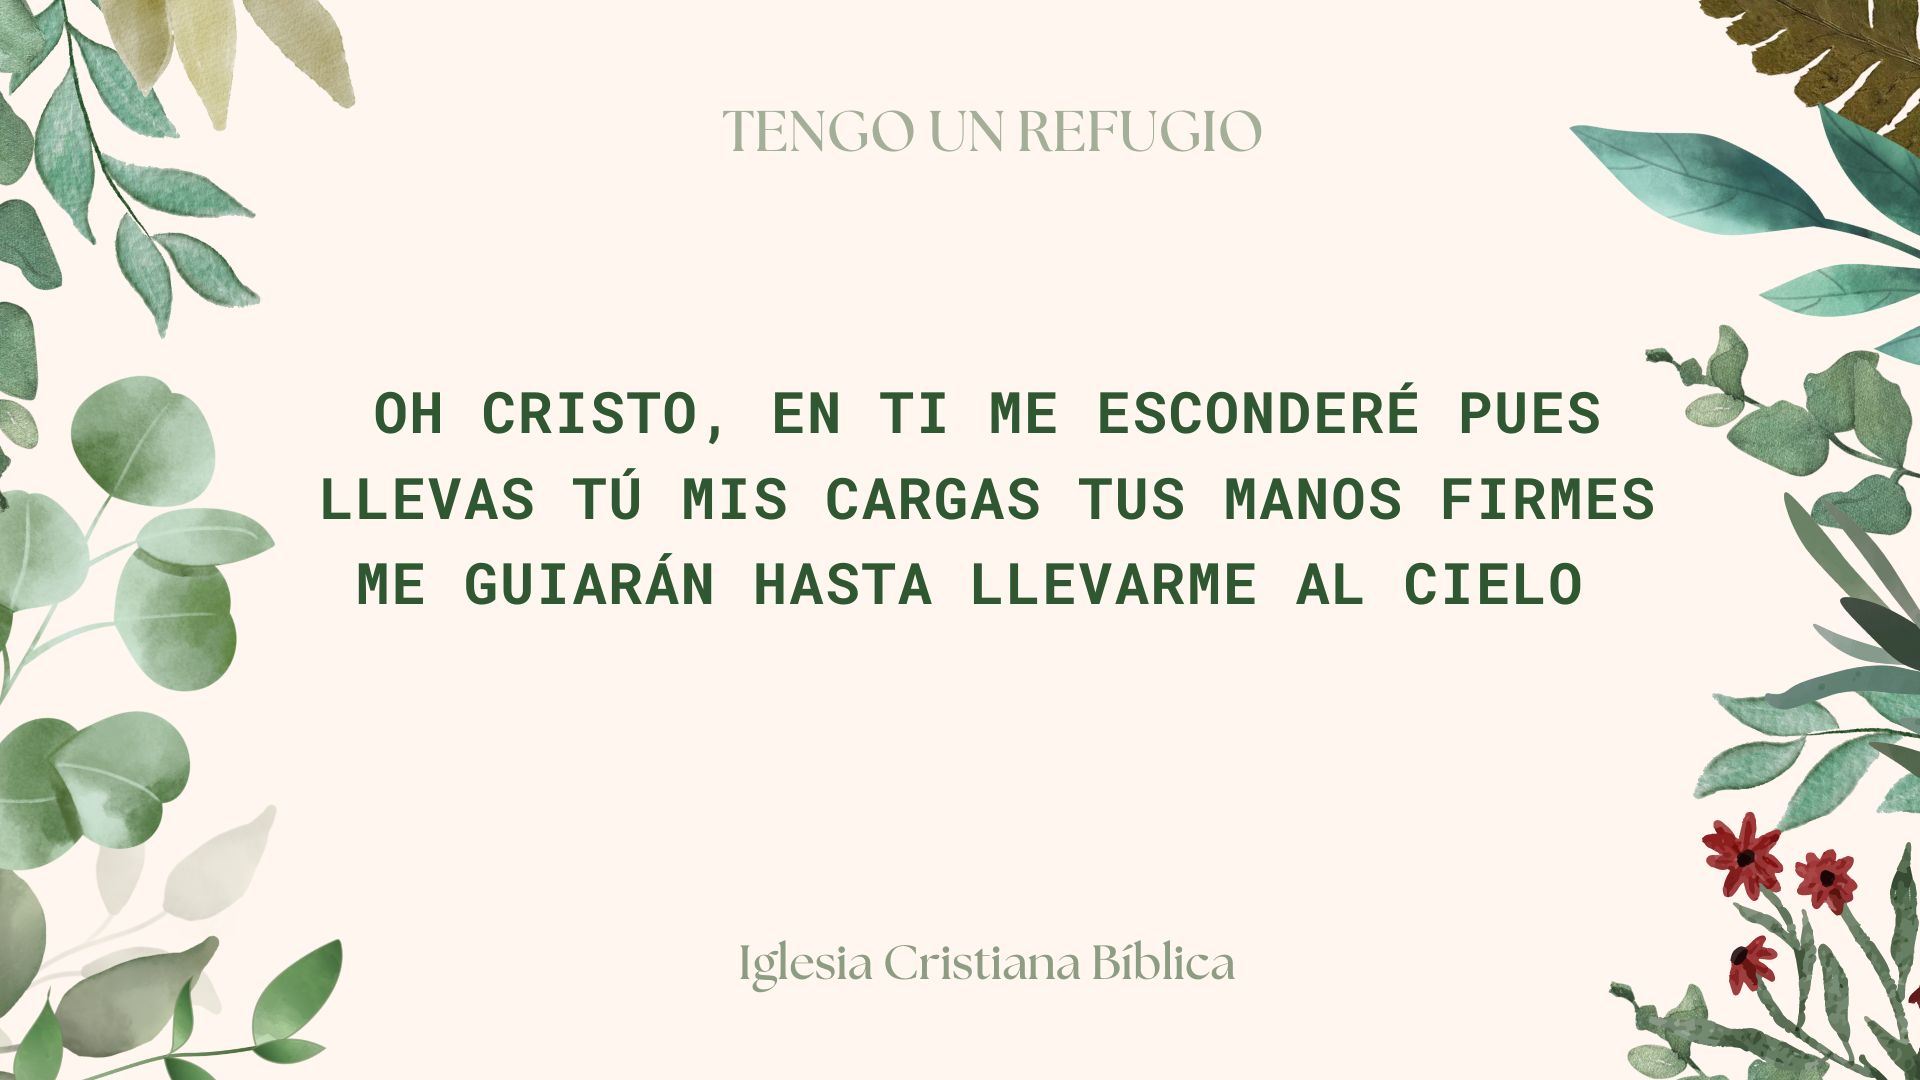 TENGO UN REFUGIO
OH CRISTO, EN TI ME ESCONDERÉ PUES
LLEVAS TÚ MIS CARGAS TUS MANOS FIRMES
ME GUIARÁN HASTA LLEVARME AL CIELO
Iglesia Cristiana Bíblica